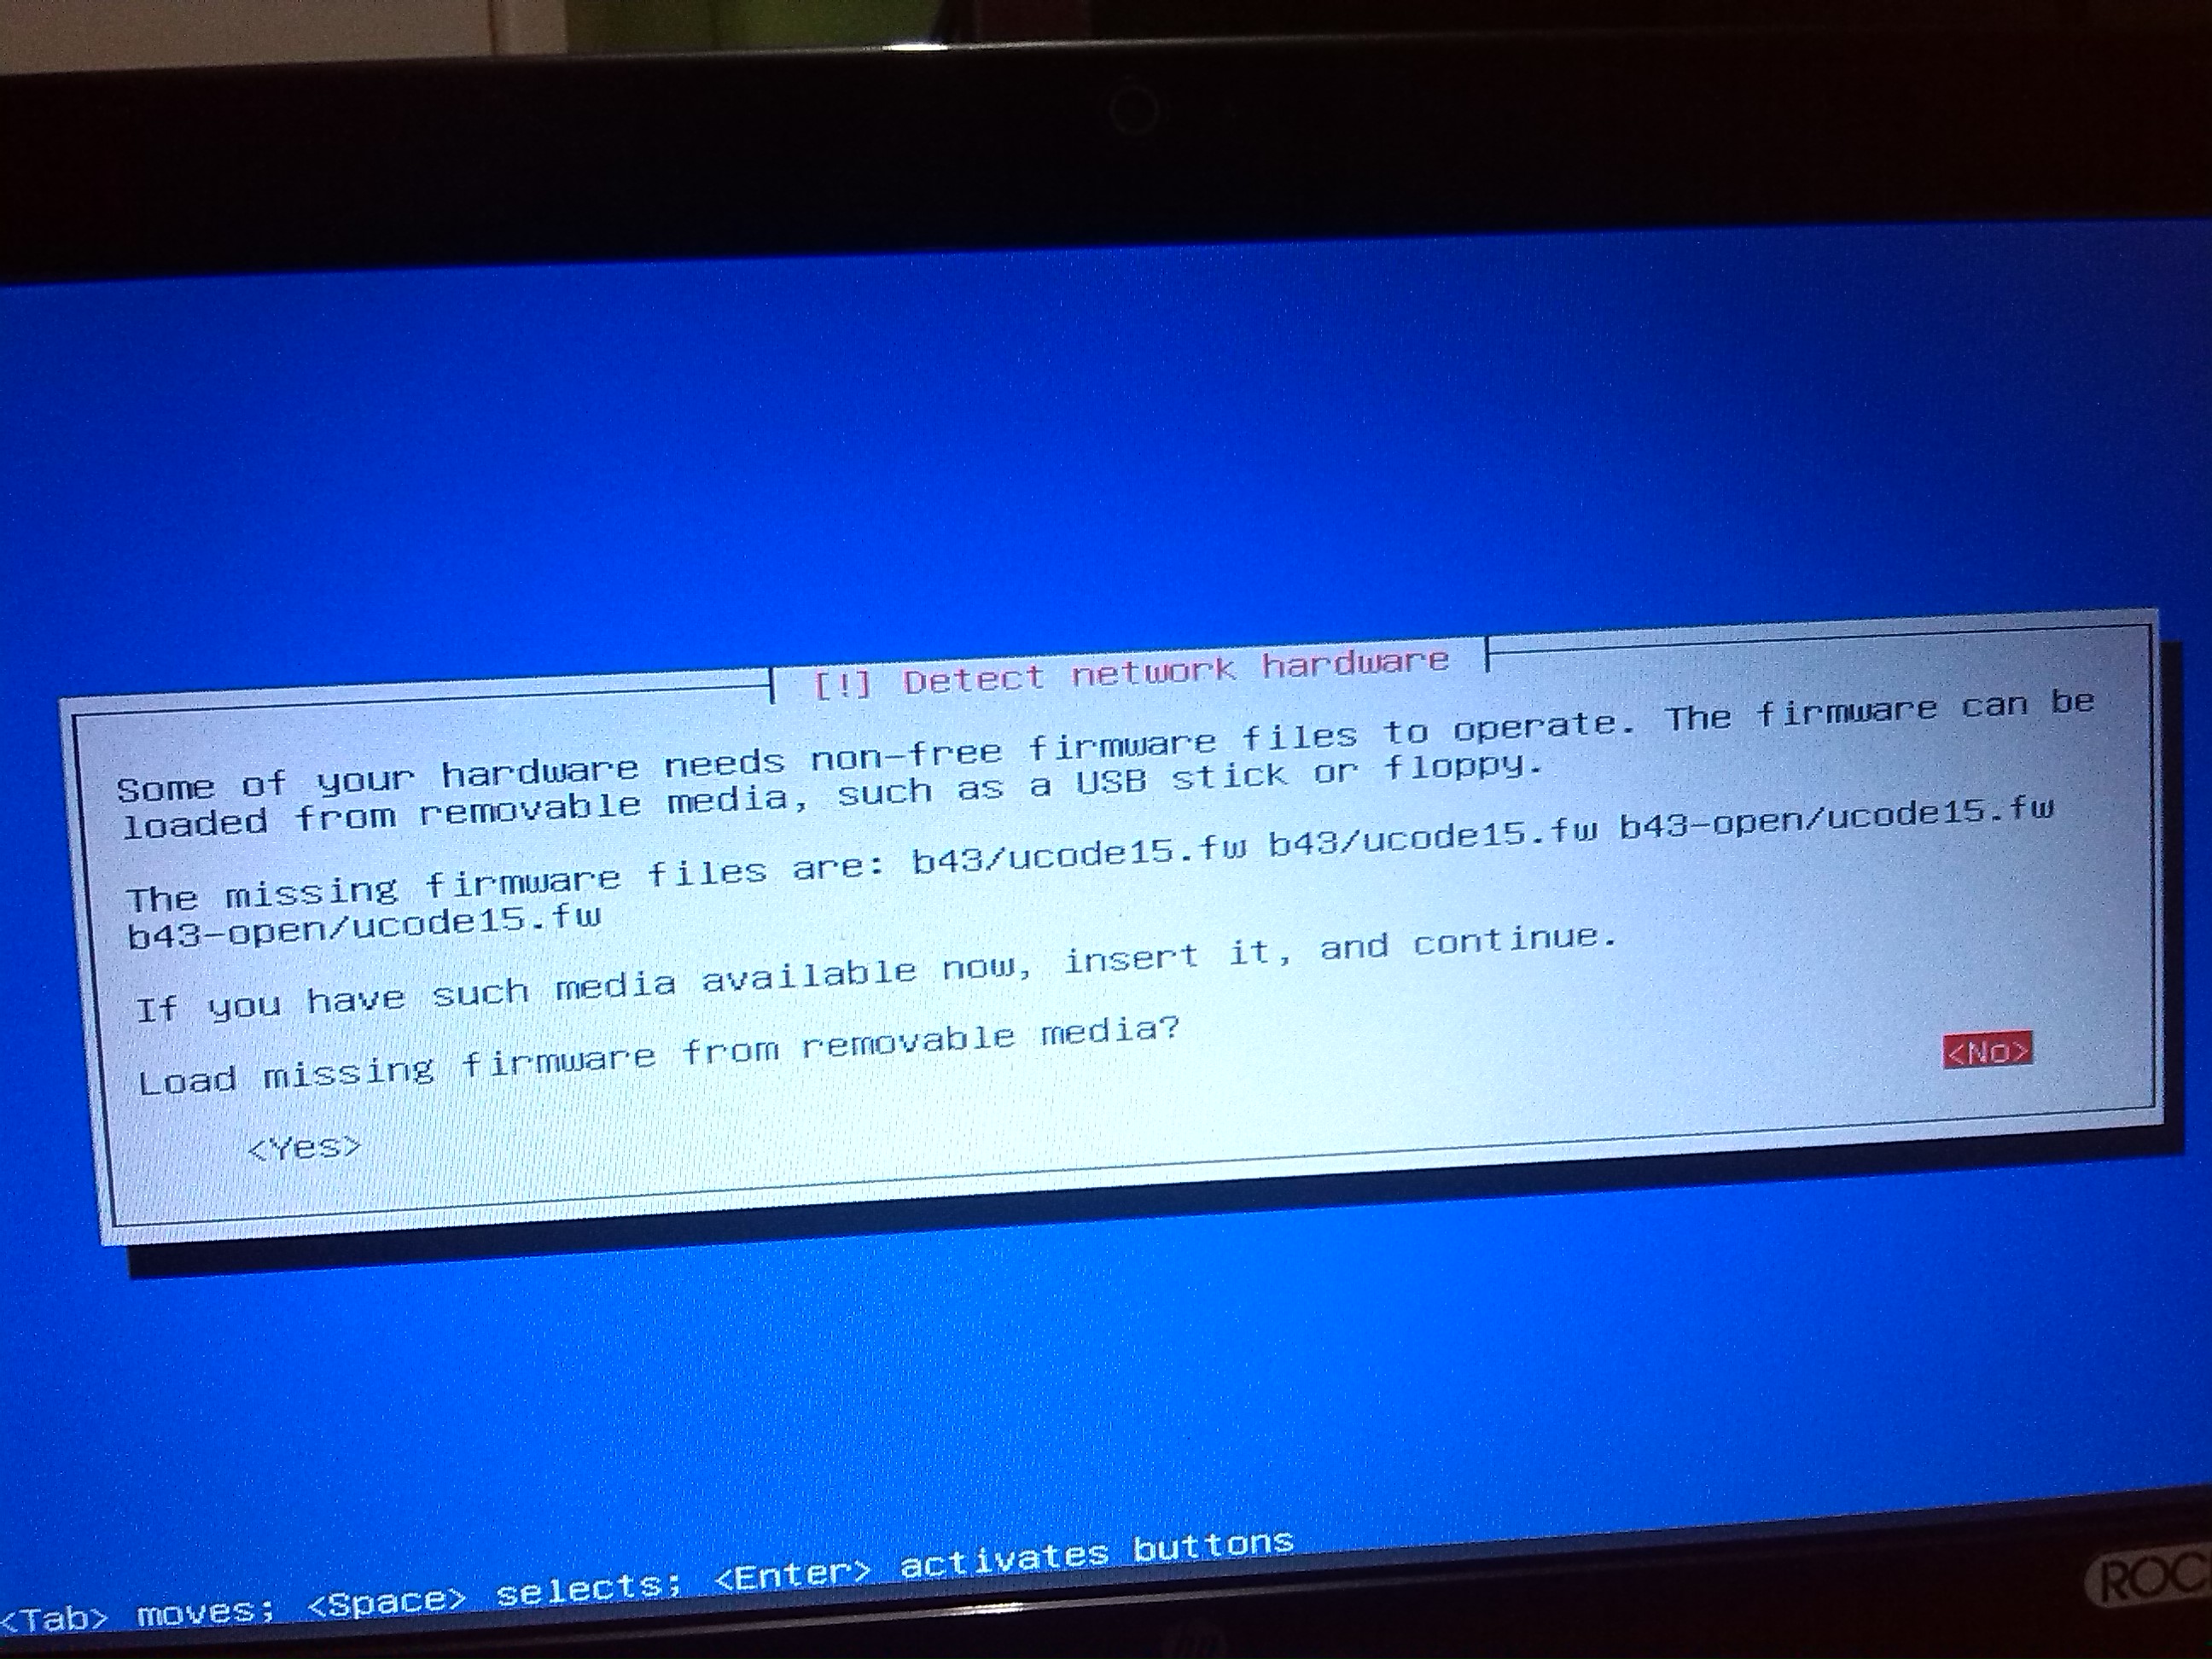 [!] Detect network hardware
Some of your hardware needs non-free firmware files to operate. The firmware can be
loaded from removable media, such as a USB stick or floppy.
The missing firmware files are: b43/ucode15.fw b43/ucode15.fw b43-open/ucode15.fw
b43-open/ucode15.fw
If you have such media available now, insert it, and continue.
Load missing firmware from removable media?
<Yes> <No>
<Tab> moves; <Space> selects; <Enter> activates buttons
hp